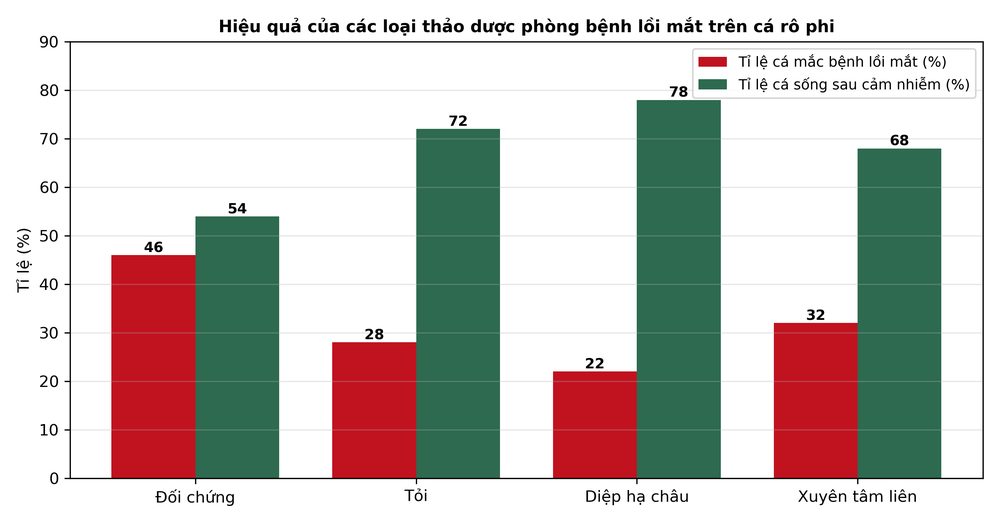 Hiệu quả của các loại thảo dược phòng bệnh lồi mắt trên cá rô phi
Tỉ lệ cá mắc bệnh lồi mắt (%)
Tỉ lệ cá sống sau cảm nhiễm (%)
Tỉ lệ (%)
90
80
70
60
50
40
30
20
10
0
46
54
28
72
22
78
32
68
Đối chứng
Tỏi
Diệp hạ châu
Xuyên tâm liên